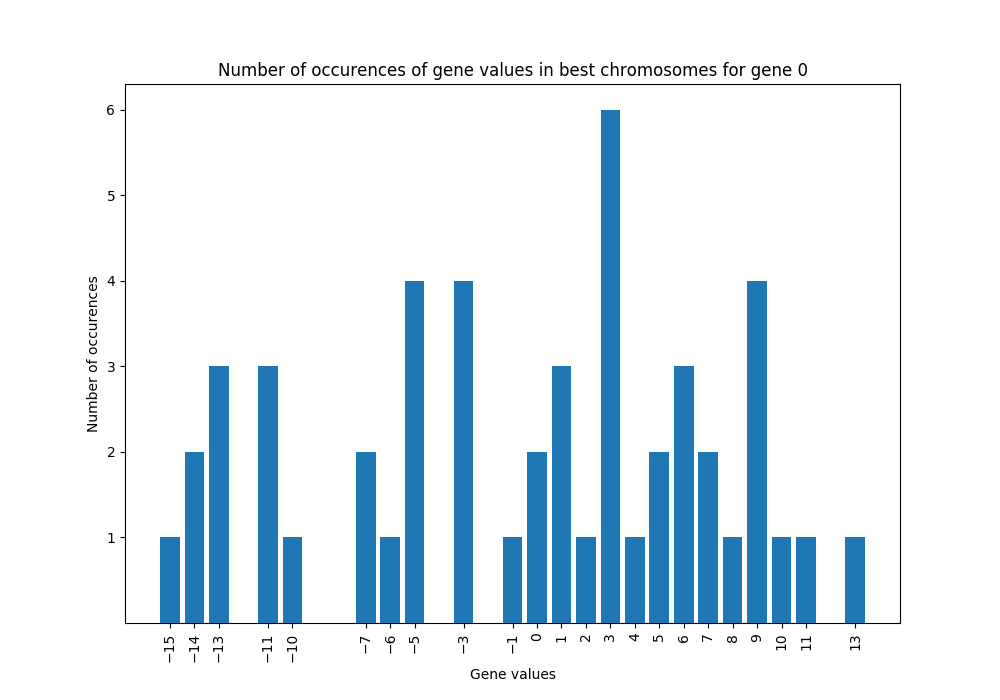 Number of occurences of gene values in best chromosomes for gene 0
6
5
4
3
2
1
Number of occurences
−15 −14 −13 −11 −10 −7 −6 −5 −3 −1 0 1 2 3 4 5 6 7 8 9 10 11 13
Gene values